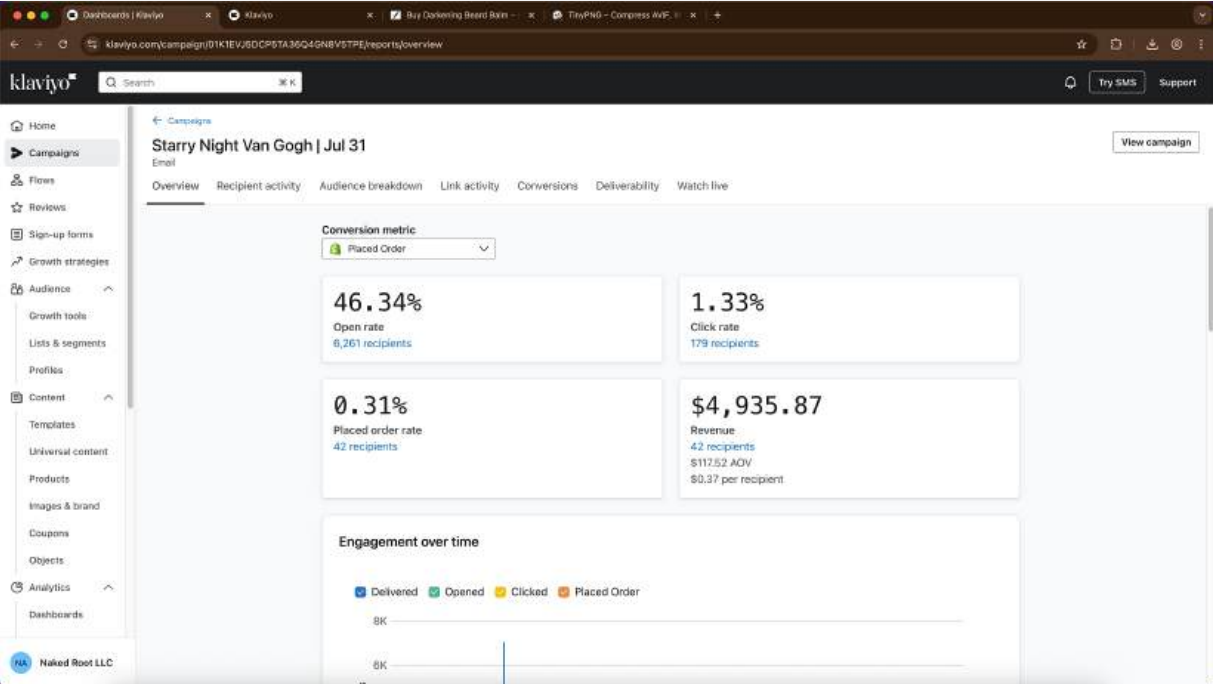 Dashboards | Klaviyo
Klaviyo
Buy Darkening Beard Balm -
TinyPNG – Compress AVIF,
klaviyo.com/campaign/01K1EVJ6DCP5TA36Q4GN8VSTPE/reports/overview
klaviyo
Search
⌘ K
Try SMS
Support
Home
Campaigns
Flows
Reviews
Sign-up forms
Growth strategies
Audience
Growth tools
Lists & segments
Profiles
Content
Templates
Universal content
Products
Images & brand
Coupons
Objects
Analytics
Dashboards
NA
Naked Root LLC
← Campaigns
Starry Night Van Gogh | Jul 31
Email
View campaign
Overview Recipient activity Audience breakdown Link activity Conversions Deliverability Watch live
Conversion metric
Placed Order
46.34%
Open rate
6,261 recipients
1.33%
Click rate
179 recipients
0.31%
Placed order rate
42 recipients
$4,935.87
Revenue
42 recipients
$117.52 AOV
$0.37 per recipient
Engagement over time
Delivered Opened Clicked Placed Order
8K
6K